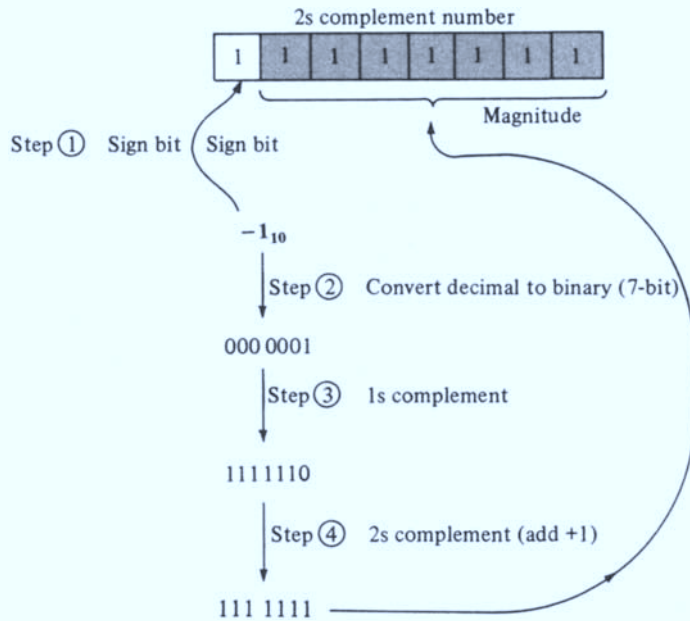 2s complement number
1 1 1 1 1 1 1 1
Magnitude
Step ① Sign bit Sign bit
−1₁₀
Step ② Convert decimal to binary (7-bit)
000 0001
Step ③ 1s complement
111 1110
Step ④ 2s complement (add +1)
111 1111